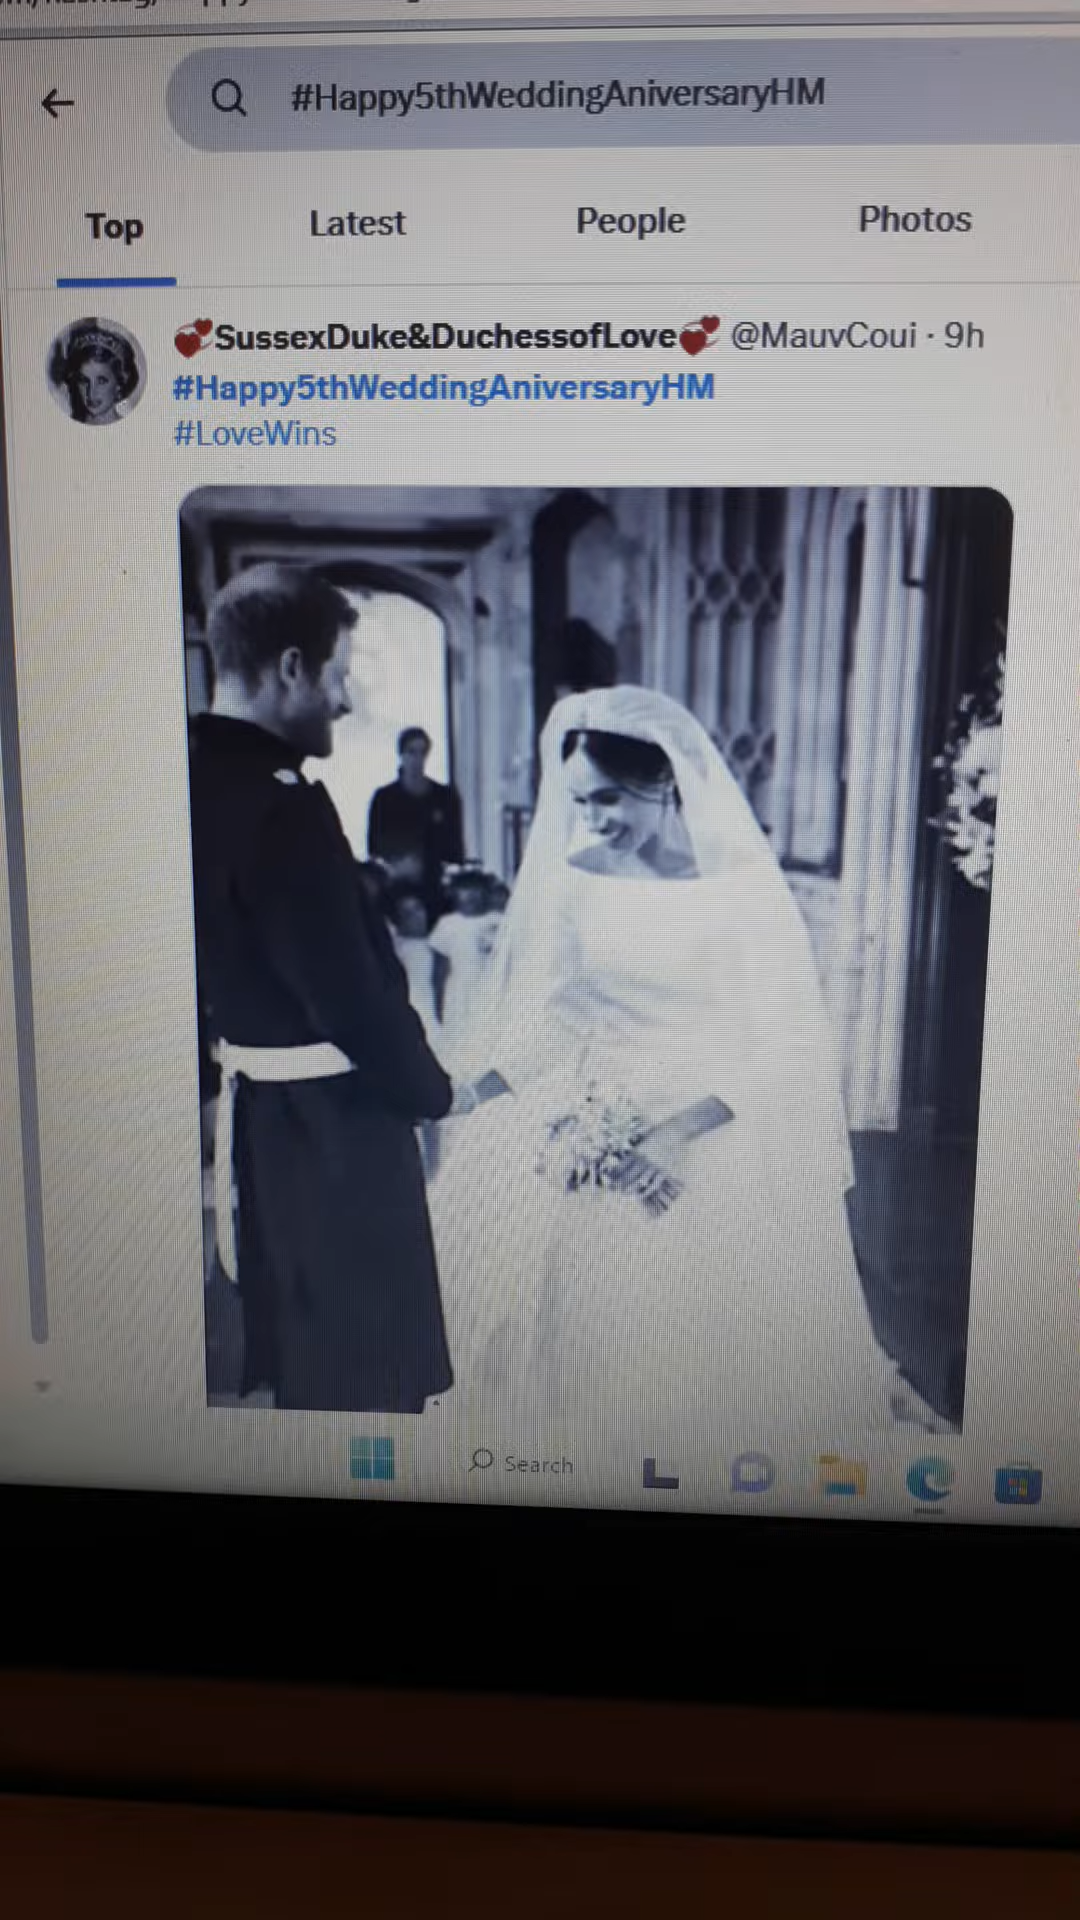 #Happy5thWeddingAniversaryHM
Top Latest People Photos
💞SussexDuke&DuchessofLove💞 @MauvCoui · 9h
#Happy5thWeddingAniversaryHM
#LoveWins
Search